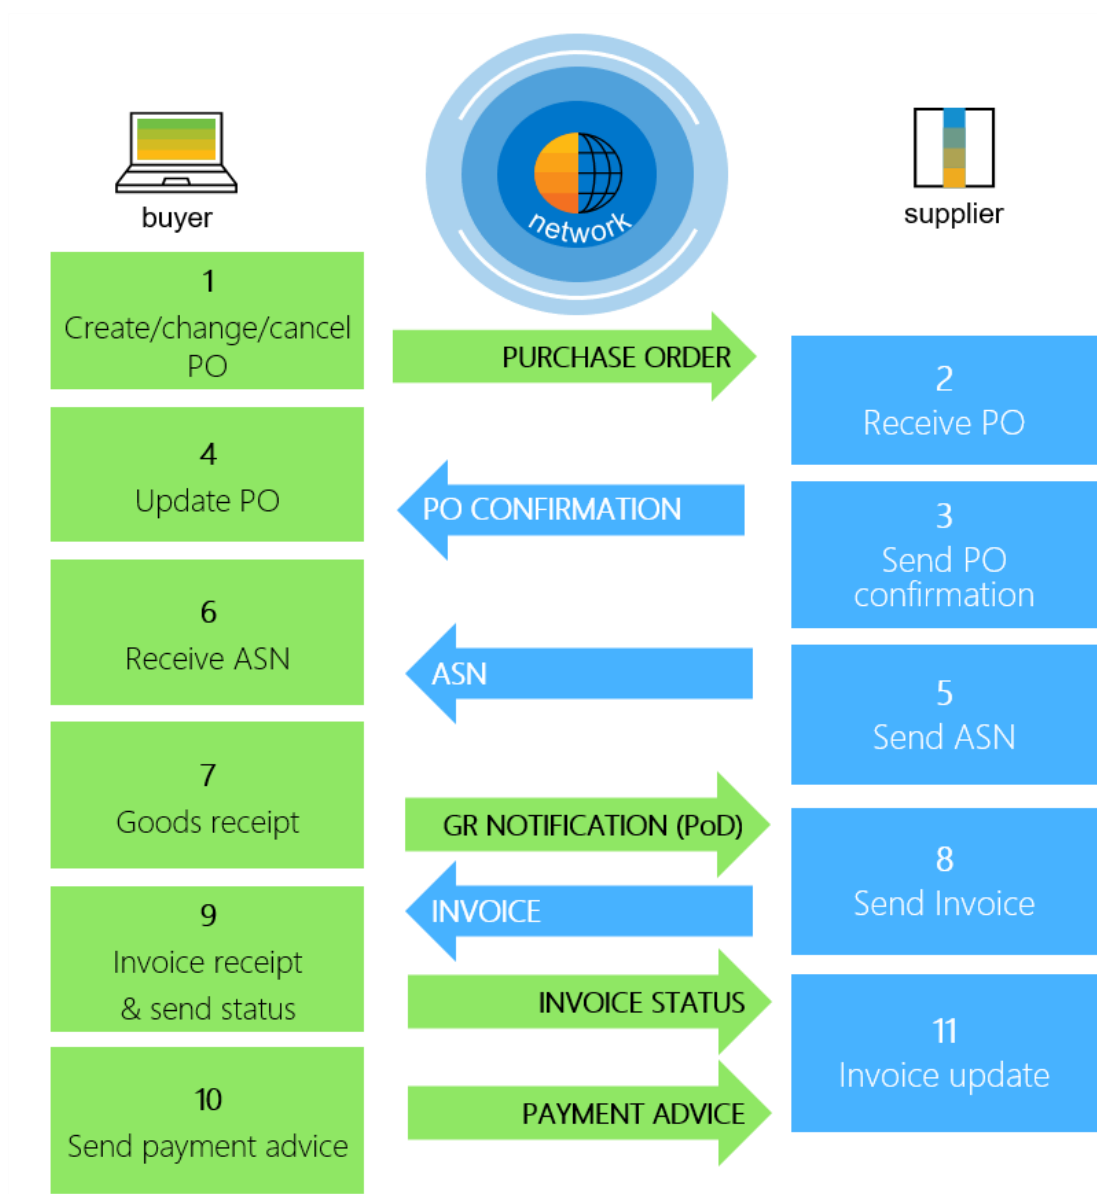 buyer
network
supplier
1
Create/change/cancel
PO
PURCHASE ORDER
2
Receive PO
4
Update PO
PO CONFIRMATION
3
Send PO
confirmation
6
Receive ASN
ASN
5
Send ASN
7
Goods receipt
GR NOTIFICATION (PoD)
8
Send Invoice
INVOICE
9
Invoice receipt
& send status
INVOICE STATUS
11
Invoice update
10
Send payment advice
PAYMENT ADVICE